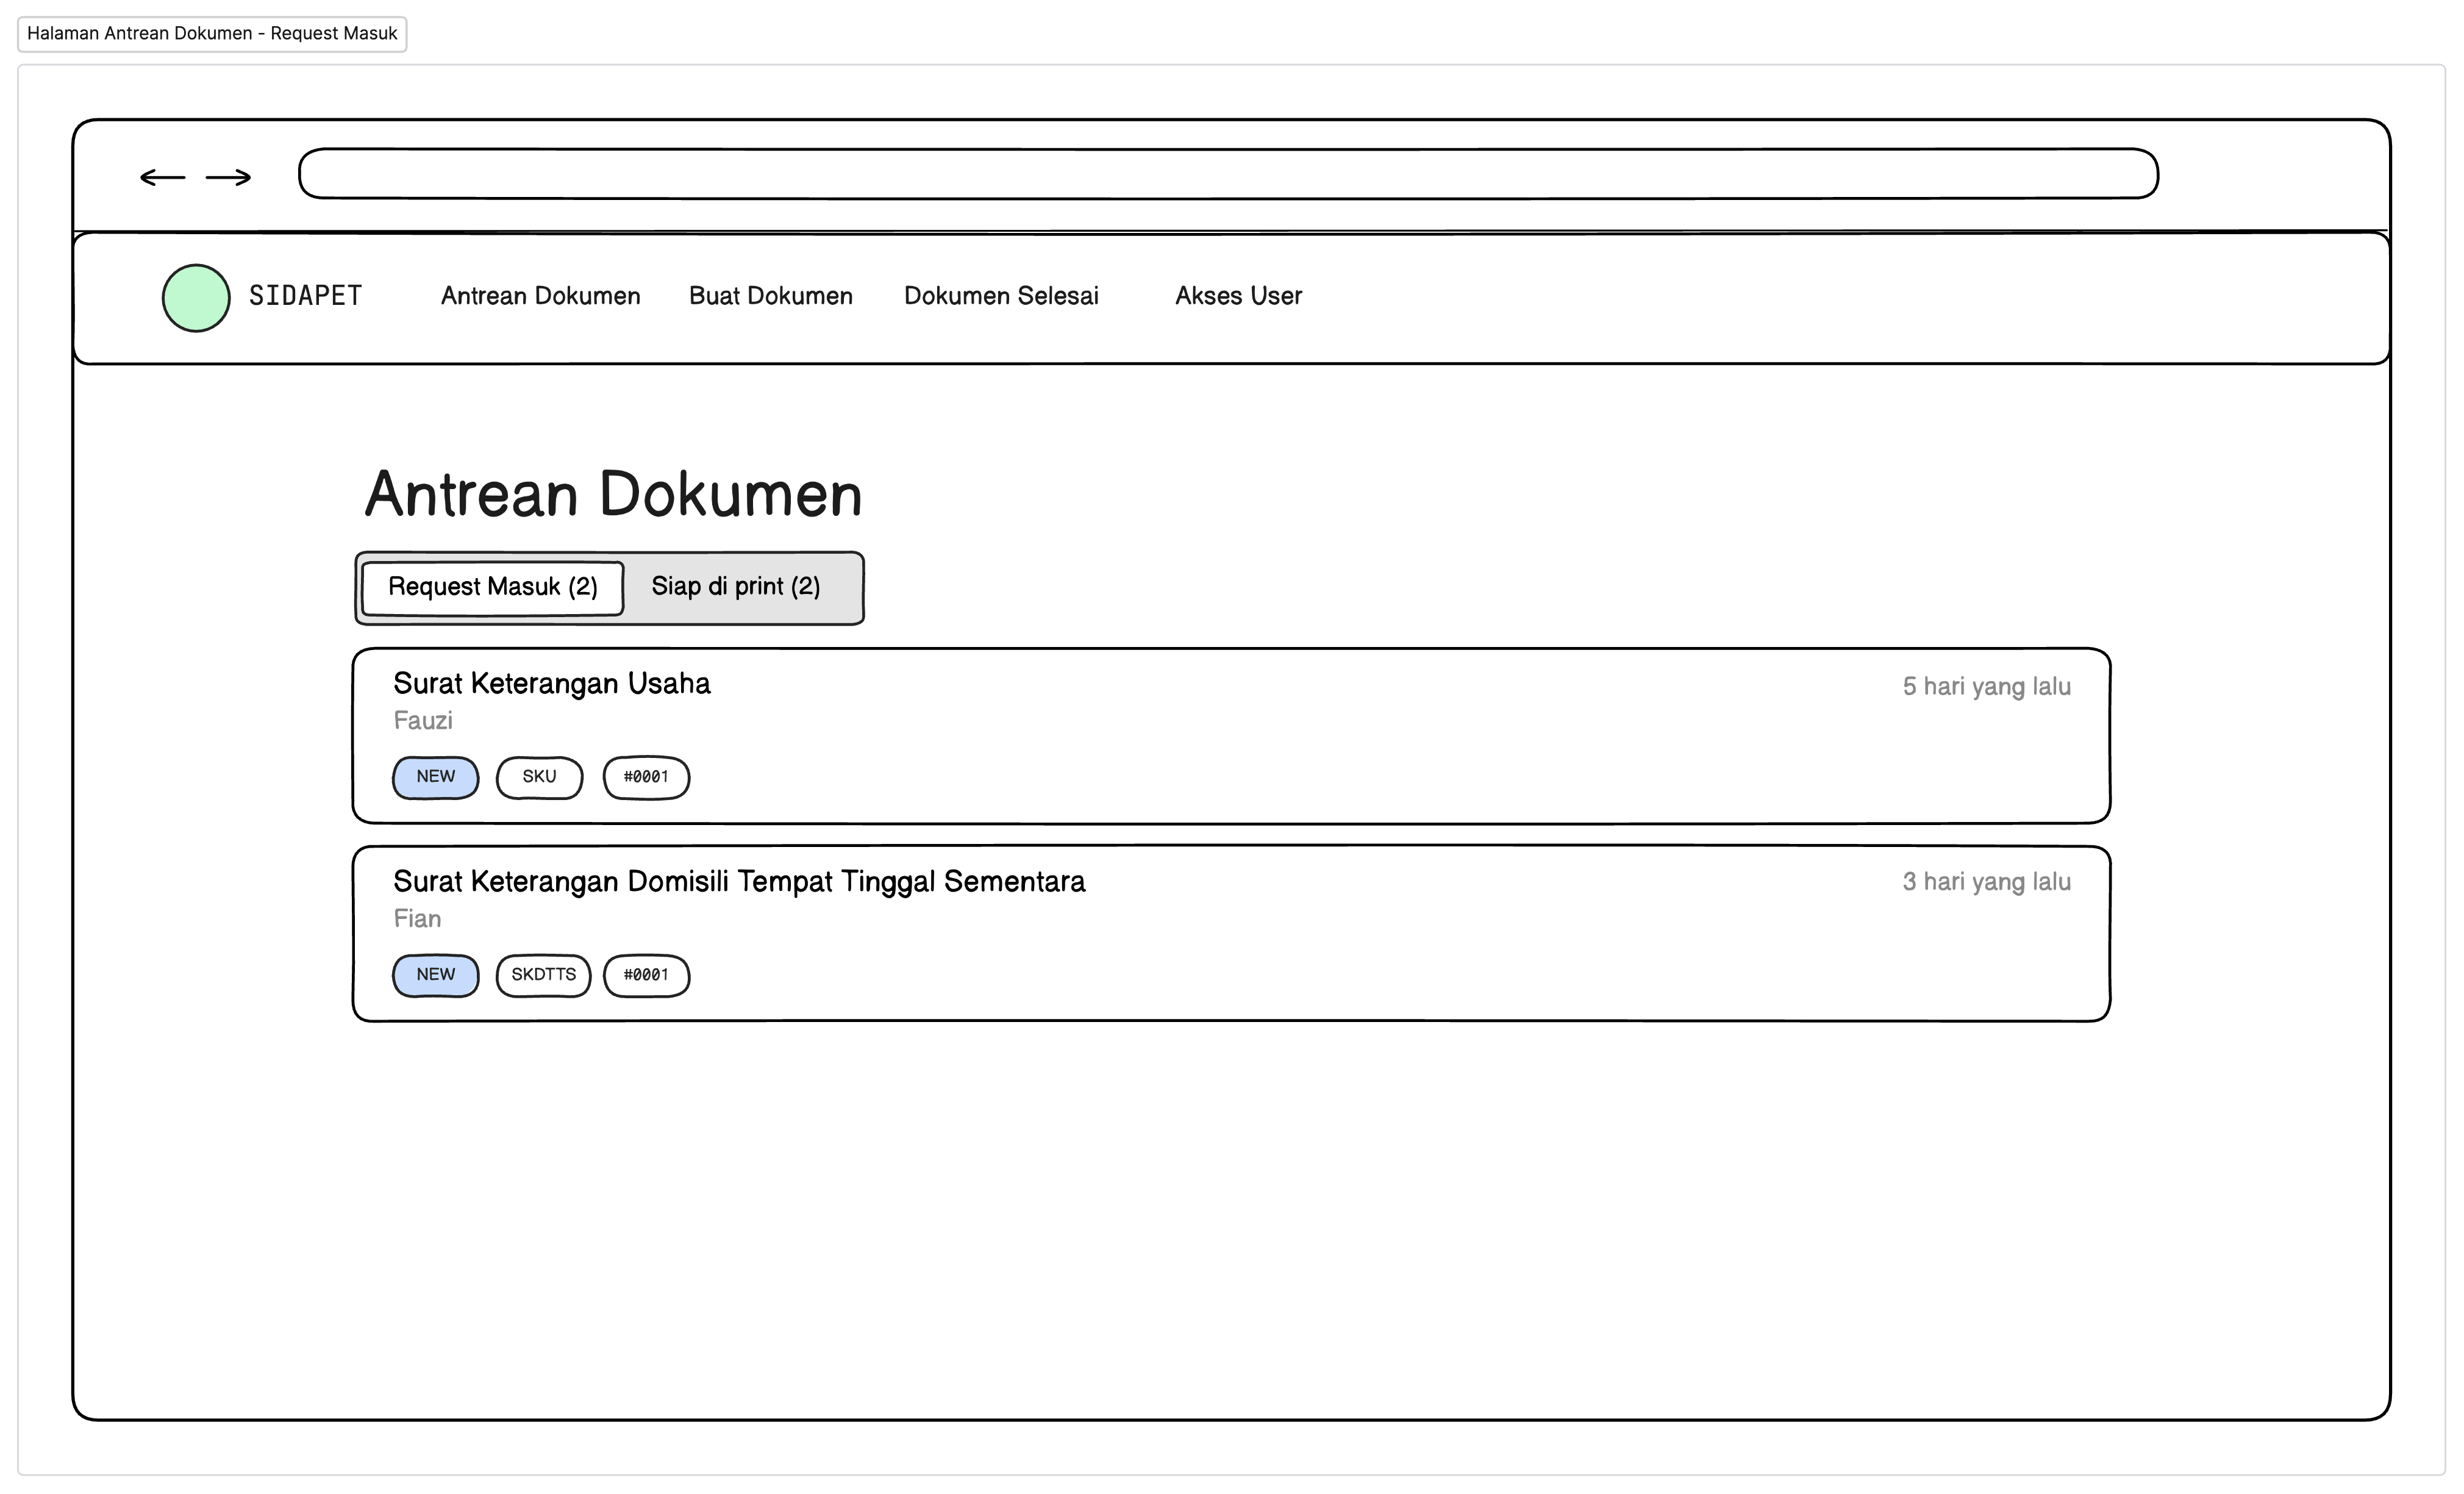 Halaman Antrean Dokumen - Request Masuk
SIDAPET Antrean Dokumen Buat Dokumen Dokumen Selesai Akses User
Antrean Dokumen
Request Masuk (2) Siap di print (2)
Surat Keterangan Usaha 5 hari yang lalu
Fauzi
NEW SKU #0001
Surat Keterangan Domisili Tempat Tinggal Sementara 3 hari yang lalu
Fian
NEW SKDTTS #0001